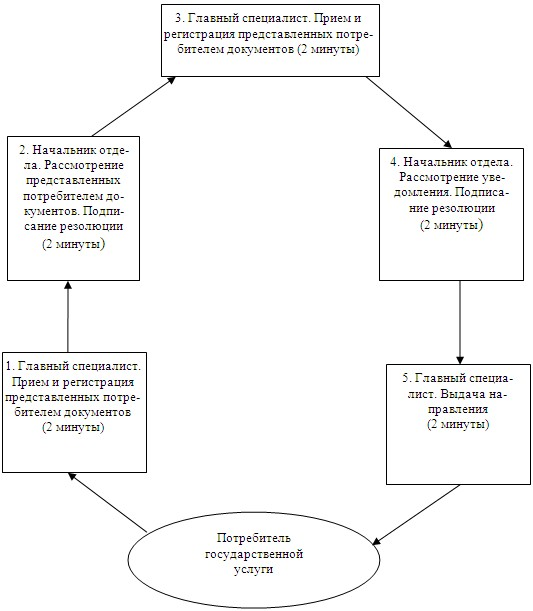 3. Главный специалист. Прием и
регистрация представленных потре-
бителем документов (2 минуты)
2. Начальник отде-
ла. Рассмотрение
представленных
потребителем до-
кументов. Подпи-
сание резолюции
(2 минуты)
4. Начальник отдела.
Рассмотрение уве-
домления. Подписа-
ние резолюции
(2 минуты)
1. Главный специалист.
Прием и регистрация
представленных потре-
бителем документов
(2 минуты)
5. Главный специа-
лист. Выдача на-
правления
(2 минуты)
Потребитель
государственной
услуги